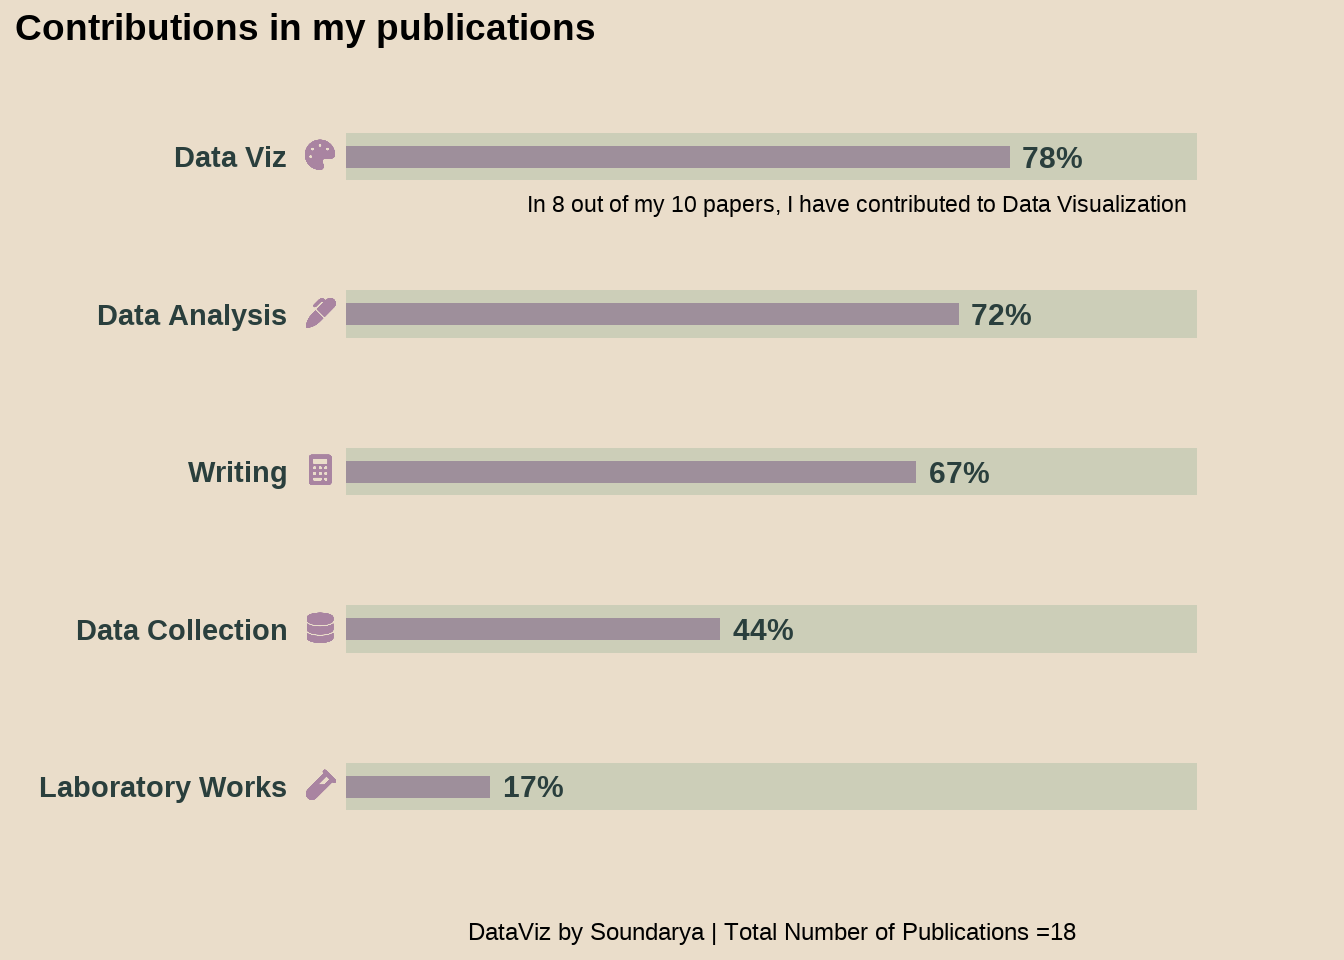 Contributions in my publications
Data Viz
78%
In 8 out of my 10 papers, I have contributed to Data Visualization
Data Analysis
72%
Writing
67%
Data Collection
44%
Laboratory Works
17%
DataViz by Soundarya | Total Number of Publications =18